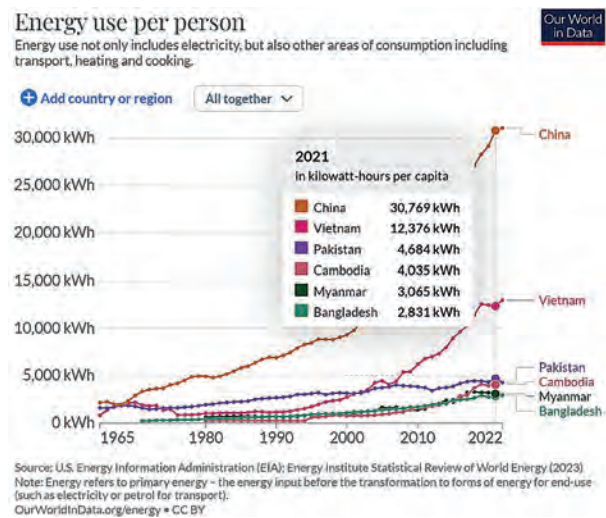 Energy use per person
Energy use not only includes electricity, but also other areas of consumption including
transport, heating and cooking.
Our World
in Data
Add country or region
All together
30,000 kWh
25,000 kWh
20,000 kWh
15,000 kWh
10,000 kWh
5,000 kWh
0 kWh
2021
In kilowatt-hours per capita
China 30,769 kWh
Vietnam 12,376 kWh
Pakistan 4,684 kWh
Cambodia 4,035 kWh
Myanmar 3,065 kWh
Bangladesh 2,831 kWh
China
Vietnam
Pakistan
Cambodia
Myanmar
Bangladesh
1965 1980 1990 2000 2010 2022
Source: U.S. Energy Information Administration (EIA); Energy Institute Statistical Review of World Energy (2023)
Note: Energy refers to primary energy – the energy input before the transformation to forms of energy for end-use
(such as electricity or petrol for transport).
OurWorldInData.org/energy • CC BY